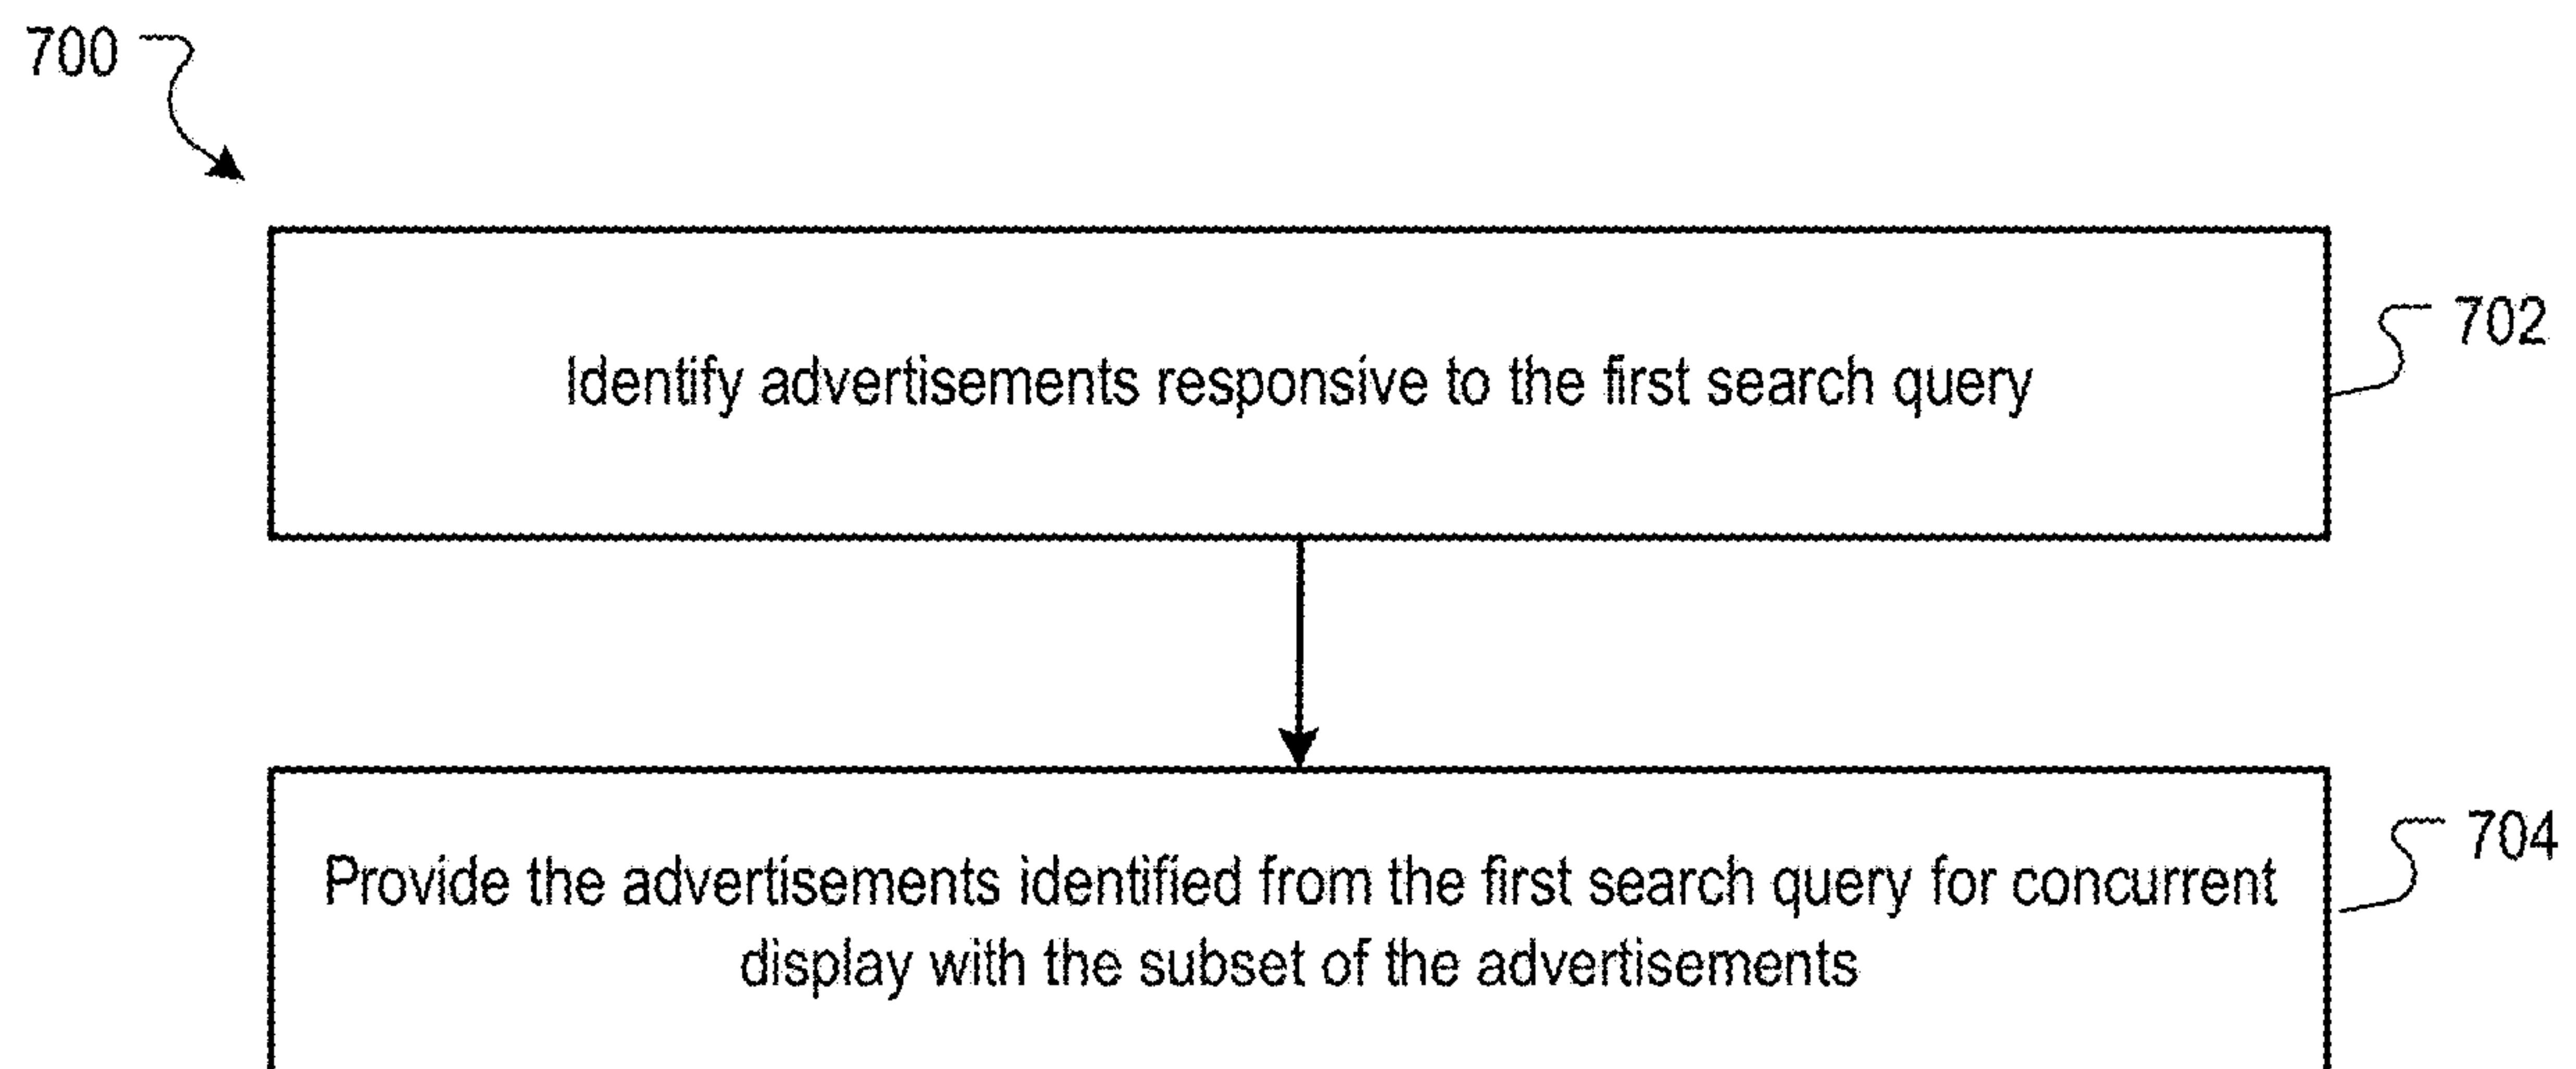 700
Identify advertisements responsive to the first search query
702
Provide the advertisements identified from the first search query for concurrent
display with the subset of the advertisements
704